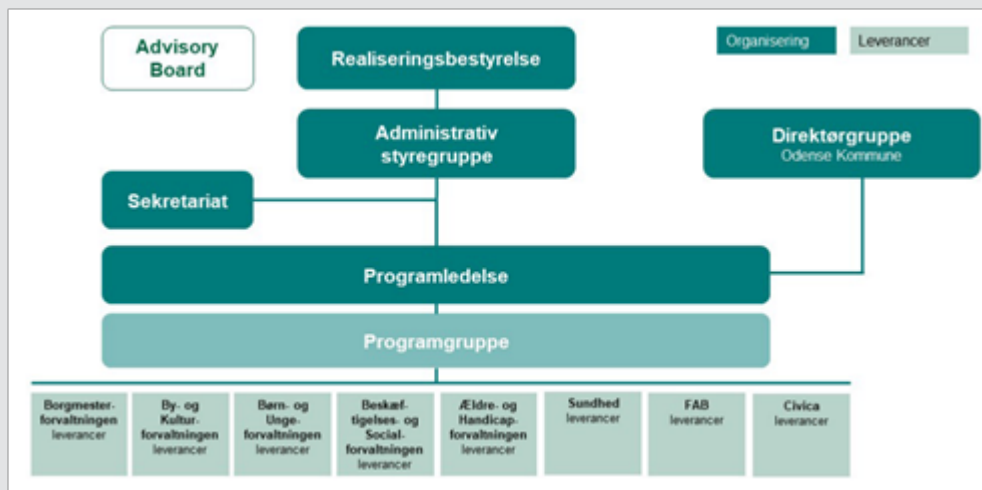 Advisory
Board
Realiseringsbestyrelse
Organisering
Leverancer
Administrativ
styregruppe
Direktørgruppe
Odense Kommune
Sekretariat
Programledelse
Programgruppe
Borgmester-
forvaltningen
leverancer
By- og
Kultur-
forvaltningen
leverancer
Børn- og
Unge-
forvaltningen
leverancer
Beskæf-
tigelses- og
Social-
forvaltningen
leverancer
Ældre- og
Handicap-
forvaltningen
leverancer
Sundhed
leverancer
FAB
leverancer
Civica
leverancer